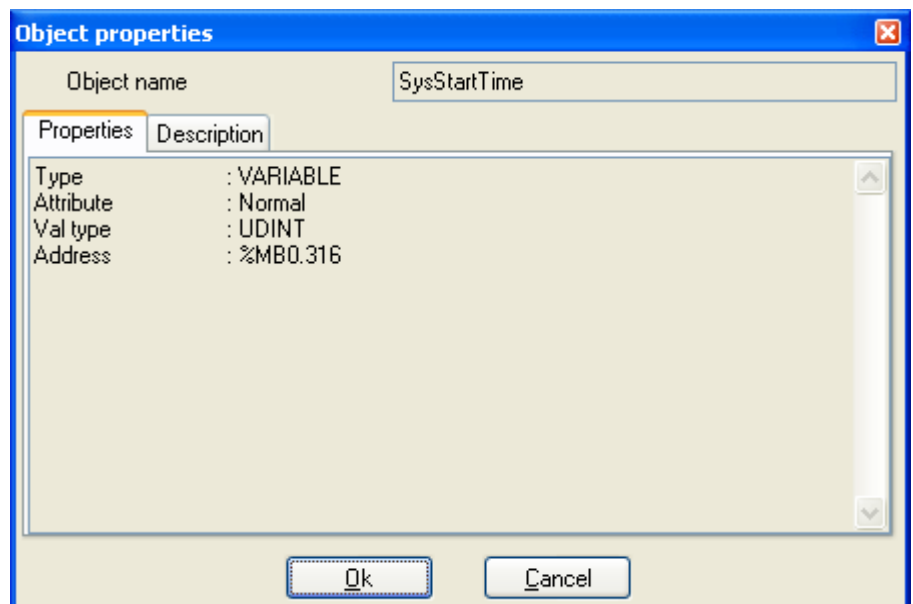 Object properties
Object name SysStartTime
Properties Description
Type : VARIABLE
Attribute : Normal
Val type : UDINT
Address : %MB0.316
Ok Cancel